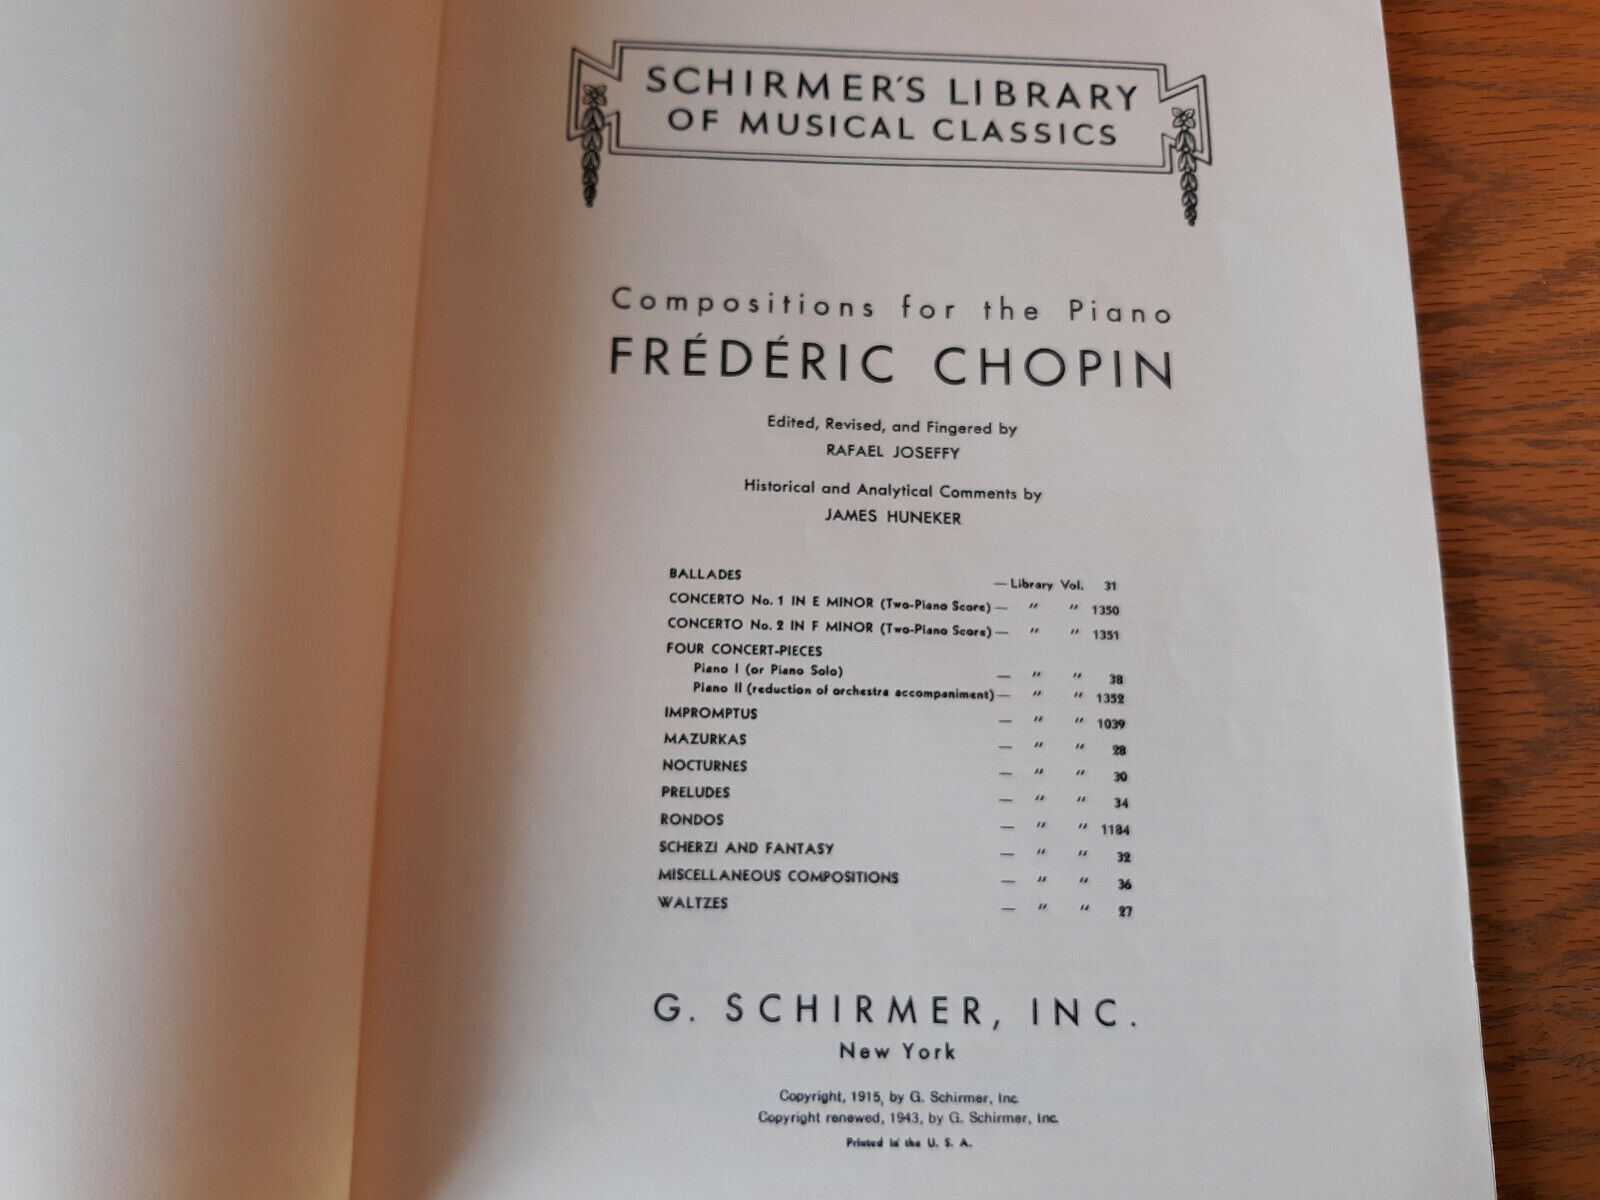 SCHIRMER'S LIBRARY
OF MUSICAL CLASSICS
Compositions for the Piano
FRÉDÉRIC CHOPIN
Edited, Revised, and Fingered by
RAFAEL JOSEFFY
Historical and Analytical Comments by
JAMES HUNEKER
BALLADES — Library Vol. 31
CONCERTO No. 1 IN E MINOR (Two-Piano Score) — " " 1350
CONCERTO No. 2 IN F MINOR (Two-Piano Score) — " " 1351
FOUR CONCERT-PIECES
Piano I (or Piano Solo) — " " 38
Piano II (reduction of orchestra accompaniment) — " " 1352
IMPROMPTUS — " " 1039
MAZURKAS — " " 28
NOCTURNES — " " 30
PRELUDES — " " 34
RONDOS — " " 1184
SCHERZI AND FANTASY — " " 32
MISCELLANEOUS COMPOSITIONS — " " 36
WALTZES — " " 27
G. SCHIRMER, INC.
New York
Copyright, 1915, by G. Schirmer, Inc.
Copyright renewed, 1943, by G. Schirmer, Inc.
Printed in the U. S. A.